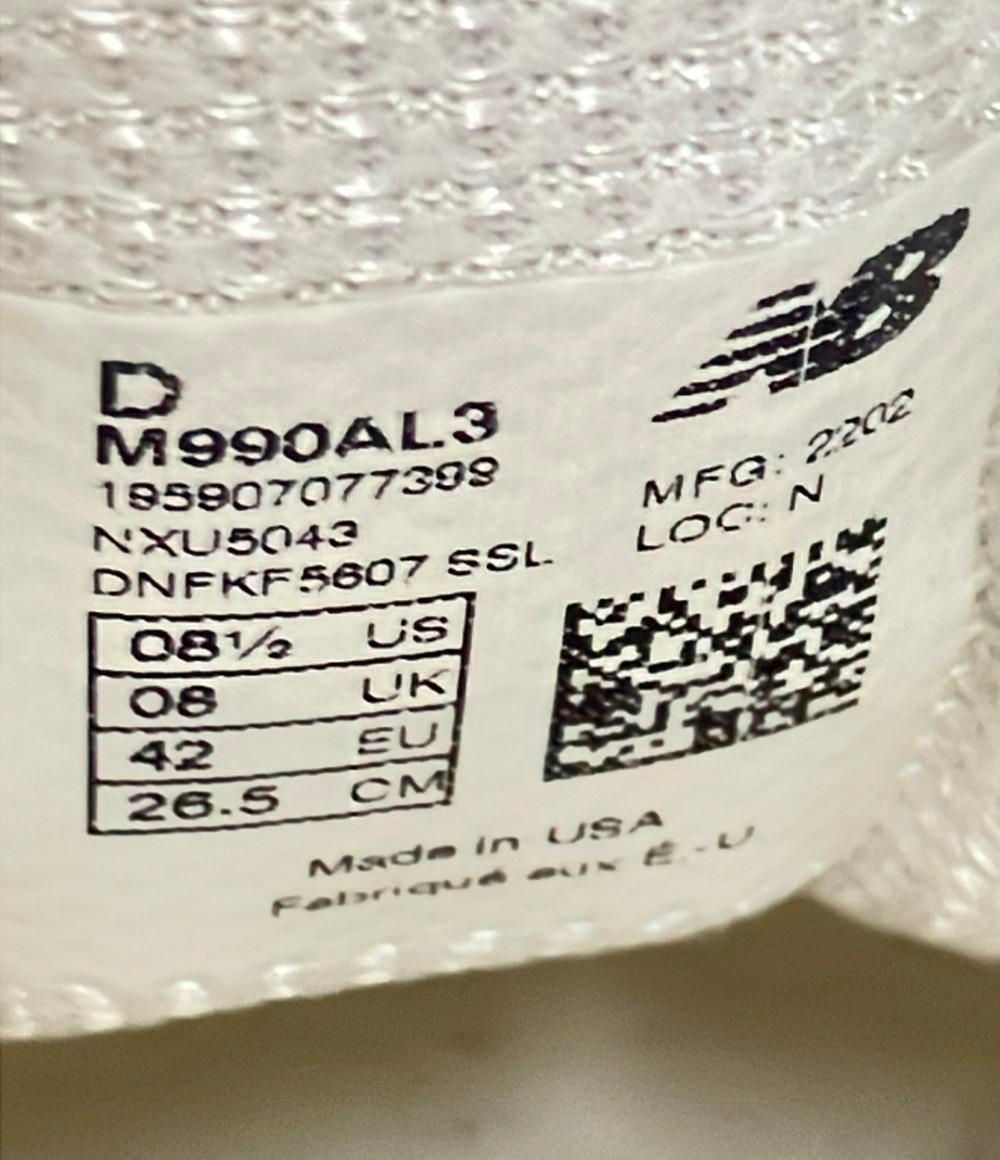 D
M990AL3
195907077398
NXU5043
DNFKF5607 SSL
08½ US
08 UK
42 EU
26.5 CM
NB
MFG: 2202
LOC: N
Made in USA
Fabriqué aux É.-U.